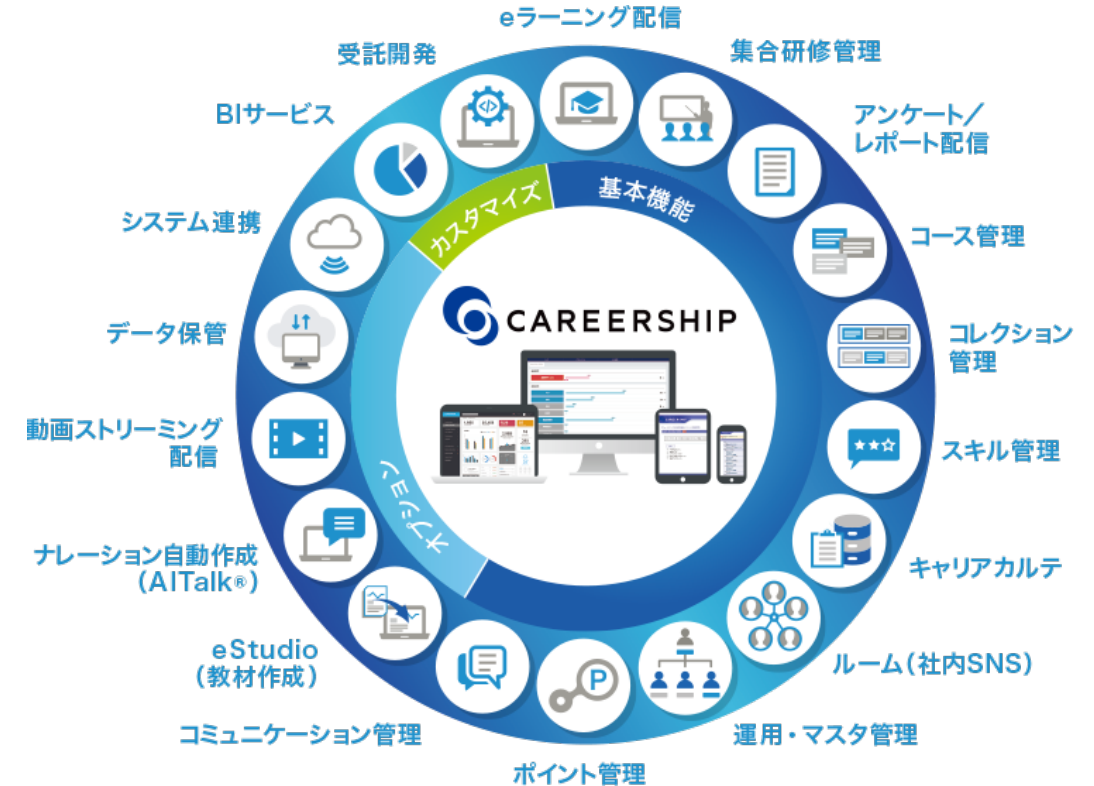 eラーニング配信
集合研修管理
アンケート／
レポート配信
コース管理
コレクション
管理
スキル管理
キャリアカルテ
ルーム（社内SNS）
運用・マスタ管理
ポイント管理
コミュニケーション管理
eStudio
（教材作成）
ナレーション自動作成
（AITalk®）
動画ストリーミング
配信
データ保管
システム連携
BIサービス
受託開発
基本機能
カスタマイズ
オプション
CAREERSHIP
P